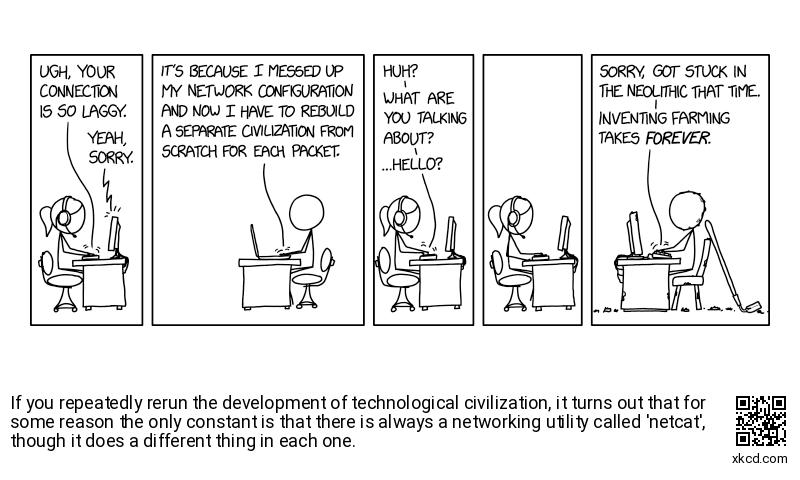 UGH, YOUR
CONNECTION
IS SO LAGGY.
YEAH,
SORRY.
IT'S BECAUSE I MESSED UP
MY NETWORK CONFIGURATION
AND NOW I HAVE TO REBUILD
A SEPARATE CIVILIZATION FROM
SCRATCH FOR EACH PACKET.
HUH?
WHAT ARE
YOU TALKING
ABOUT?
...HELLO?
SORRY, GOT STUCK IN
THE NEOLITHIC THAT TIME.
INVENTING FARMING
TAKES FOREVER.
If you repeatedly rerun the development of technological civilization, it turns out that for
some reason the only constant is that there is always a networking utility called 'netcat',
though it does a different thing in each one.
xkcd.com